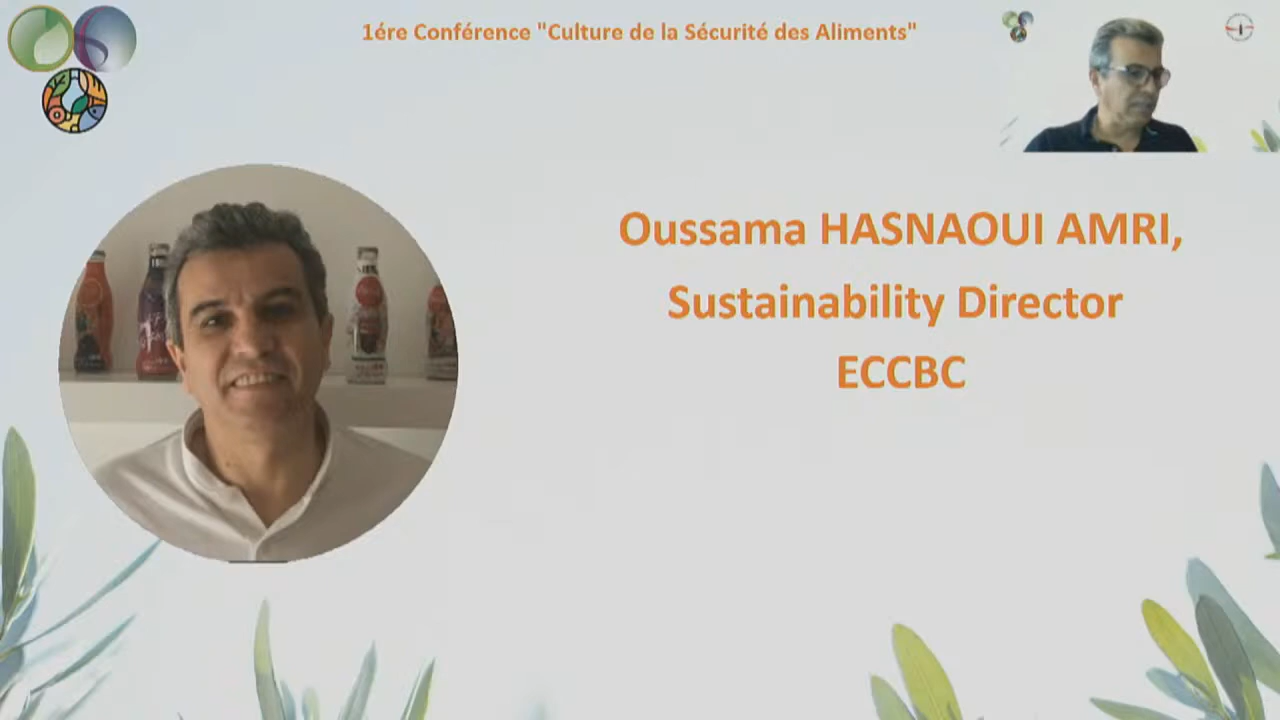 1ére Conférence "Culture de la Sécurité des Aliments"
Oussama HASNAOUI AMRI,
Sustainability Director
ECCBC